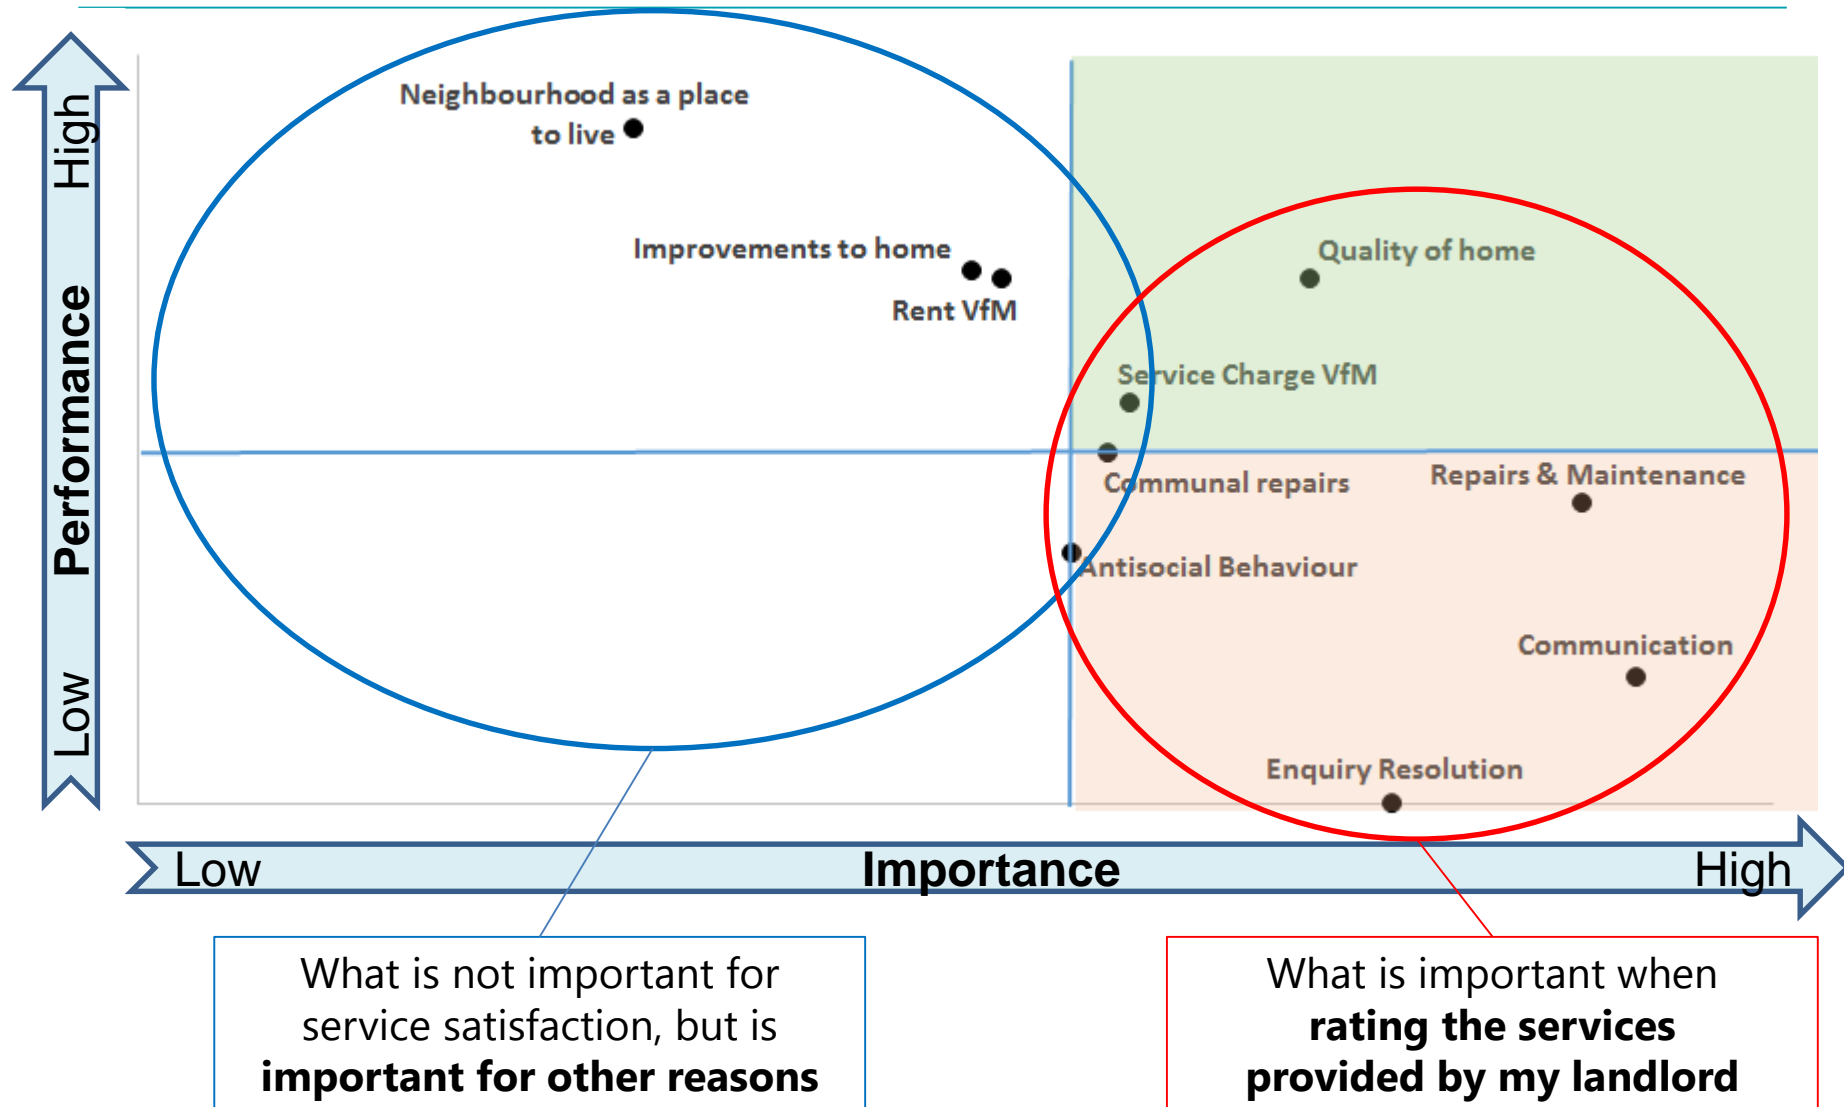 High
Performance
Low
Neighbourhood as a place
to live
Improvements to home
Rent VfM
Quality of home
Service Charge VfM
Communal repairs
Repairs & Maintenance
Antisocial Behaviour
Communication
Enquiry Resolution
Low
Importance
High
What is not important for
service satisfaction, but is
important for other reasons
What is important when
rating the services
provided by my landlord